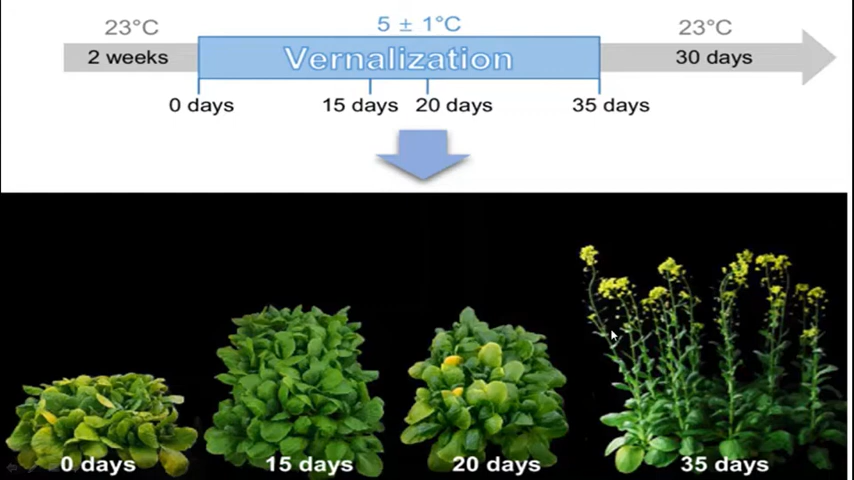 23°C
5 ± 1°C
23°C
2 weeks
Vernalization
30 days
0 days
15 days
20 days
35 days
0 days
15 days
20 days
35 days